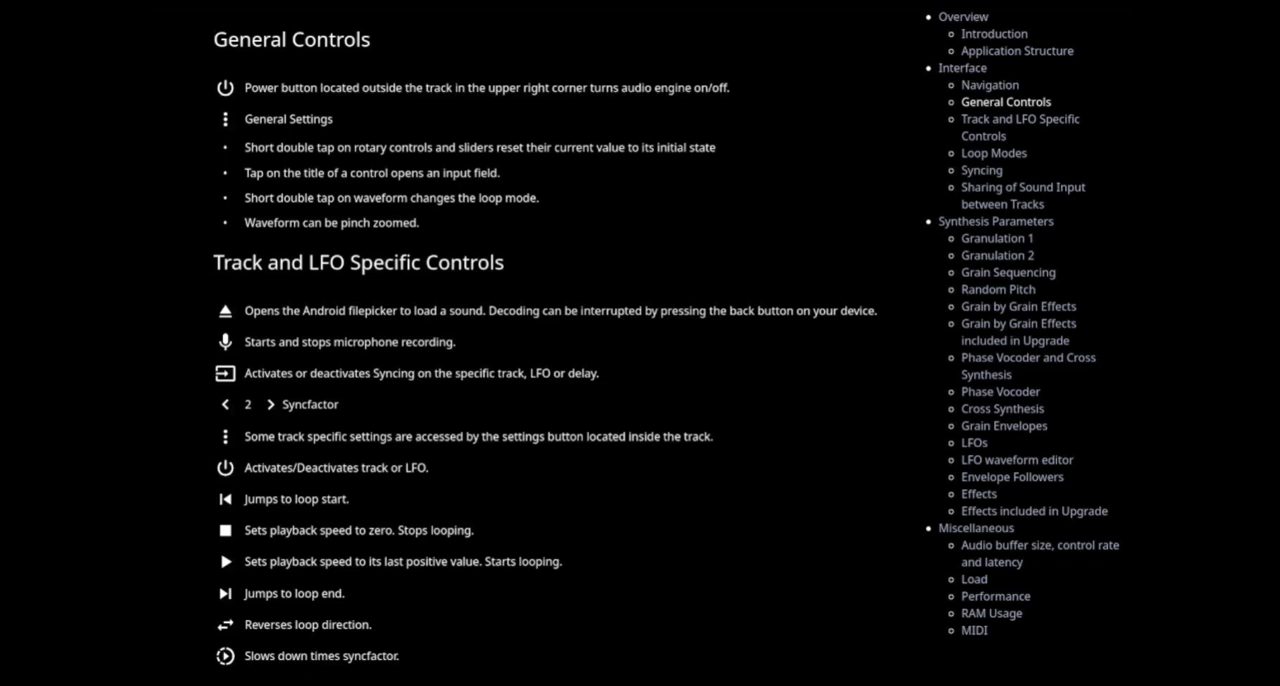 General Controls
Power button located outside the track in the upper right corner turns audio engine on/off.
General Settings
• Short double tap on rotary controls and sliders reset their current value to its initial state
• Tap on the title of a control opens an input field.
• Short double tap on waveform changes the loop mode.
• Waveform can be pinch zoomed.
Track and LFO Specific Controls
Opens the Android filepicker to load a sound. Decoding can be interrupted by pressing the back button on your device.
Starts and stops microphone recording.
Activates or deactivates Syncing on the specific track, LFO or delay.
2 Syncfactor
Some track specific settings are accessed by the settings button located inside the track.
Activates/Deactivates track or LFO.
Jumps to loop start.
Sets playback speed to zero. Stops looping.
Sets playback speed to its last positive value. Starts looping.
Jumps to loop end.
Reverses loop direction.
Slows down times syncfactor.
Overview
Introduction
Application Structure
Interface
Navigation
General Controls
Track and LFO Specific
Controls
Loop Modes
Syncing
Sharing of Sound Input
between Tracks
Synthesis Parameters
Granulation 1
Granulation 2
Grain Sequencing
Random Pitch
Grain by Grain Effects
Grain by Grain Effects
included in Upgrade
Phase Vocoder and Cross
Synthesis
Phase Vocoder
Cross Synthesis
Grain Envelopes
LFOs
LFO waveform editor
Envelope Followers
Effects
Effects included in Upgrade
Miscellaneous
Audio buffer size, control rate
and latency
Load
Performance
RAM Usage
MIDI